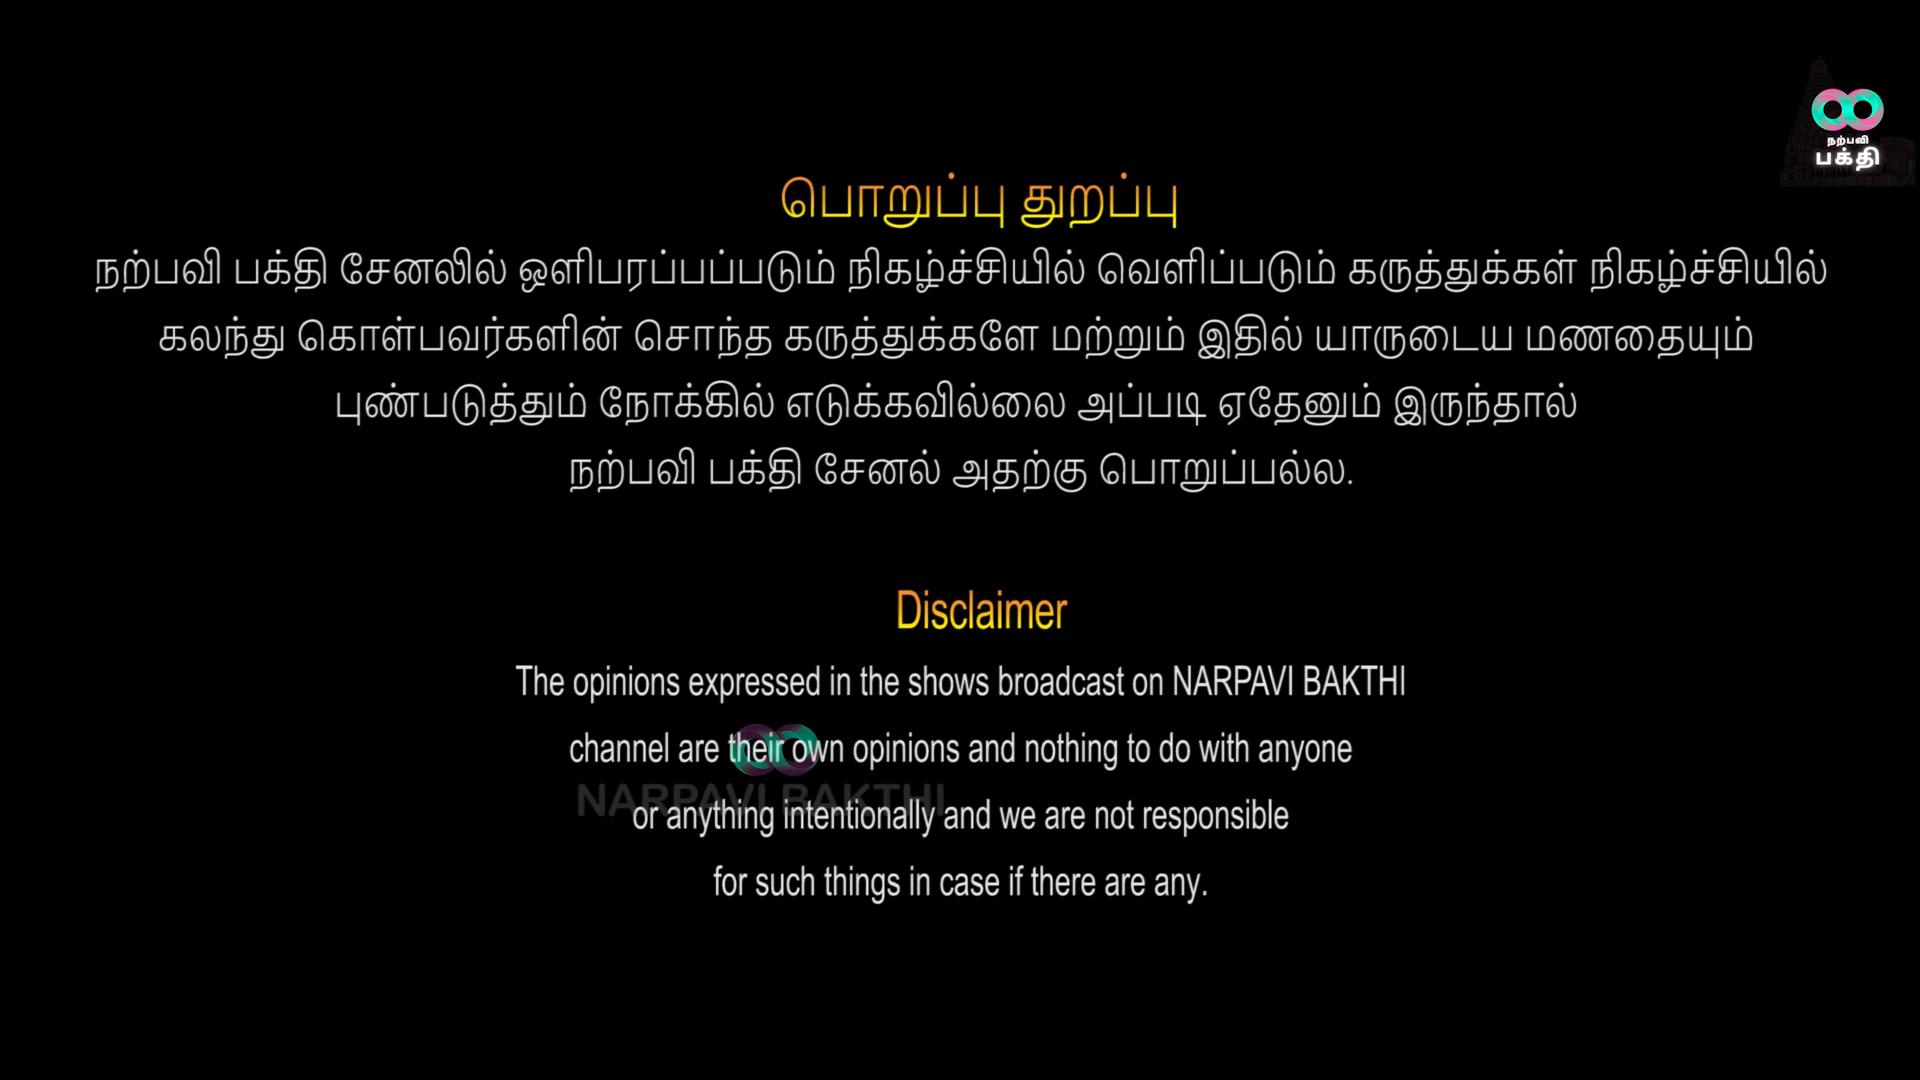 நற்பவி
பக்தி
பொறுப்பு துறப்பு
நற்பவி பக்தி சேனலில் ஒளிபரப்பப்படும் நிகழ்ச்சியில் வெளிப்படும் கருத்துக்கள் நிகழ்ச்சியில்
கலந்து கொள்பவர்களின் சொந்த கருத்துக்களே மற்றும் இதில் யாருடைய மணதையும்
புண்படுத்தும் நோக்கில் எடுக்கவில்லை அப்படி ஏதேனும் இருந்தால்
நற்பவி பக்தி சேனல் அதற்கு பொறுப்பல்ல.
Disclaimer
The opinions expressed in the shows broadcast on NARPAVI BAKTHI
channel are their own opinions and nothing to do with anyone
NARPAVI BAKTHI
or anything intentionally and we are not responsible
for such things in case if there are any.